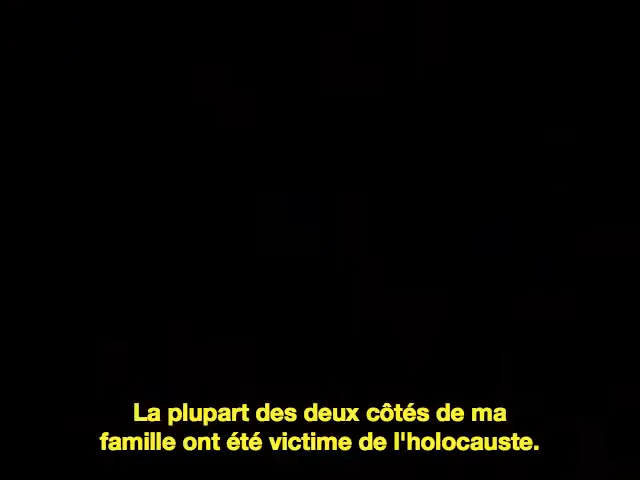 La plupart des deux côtés de ma
famille ont été victime de l'holocauste.